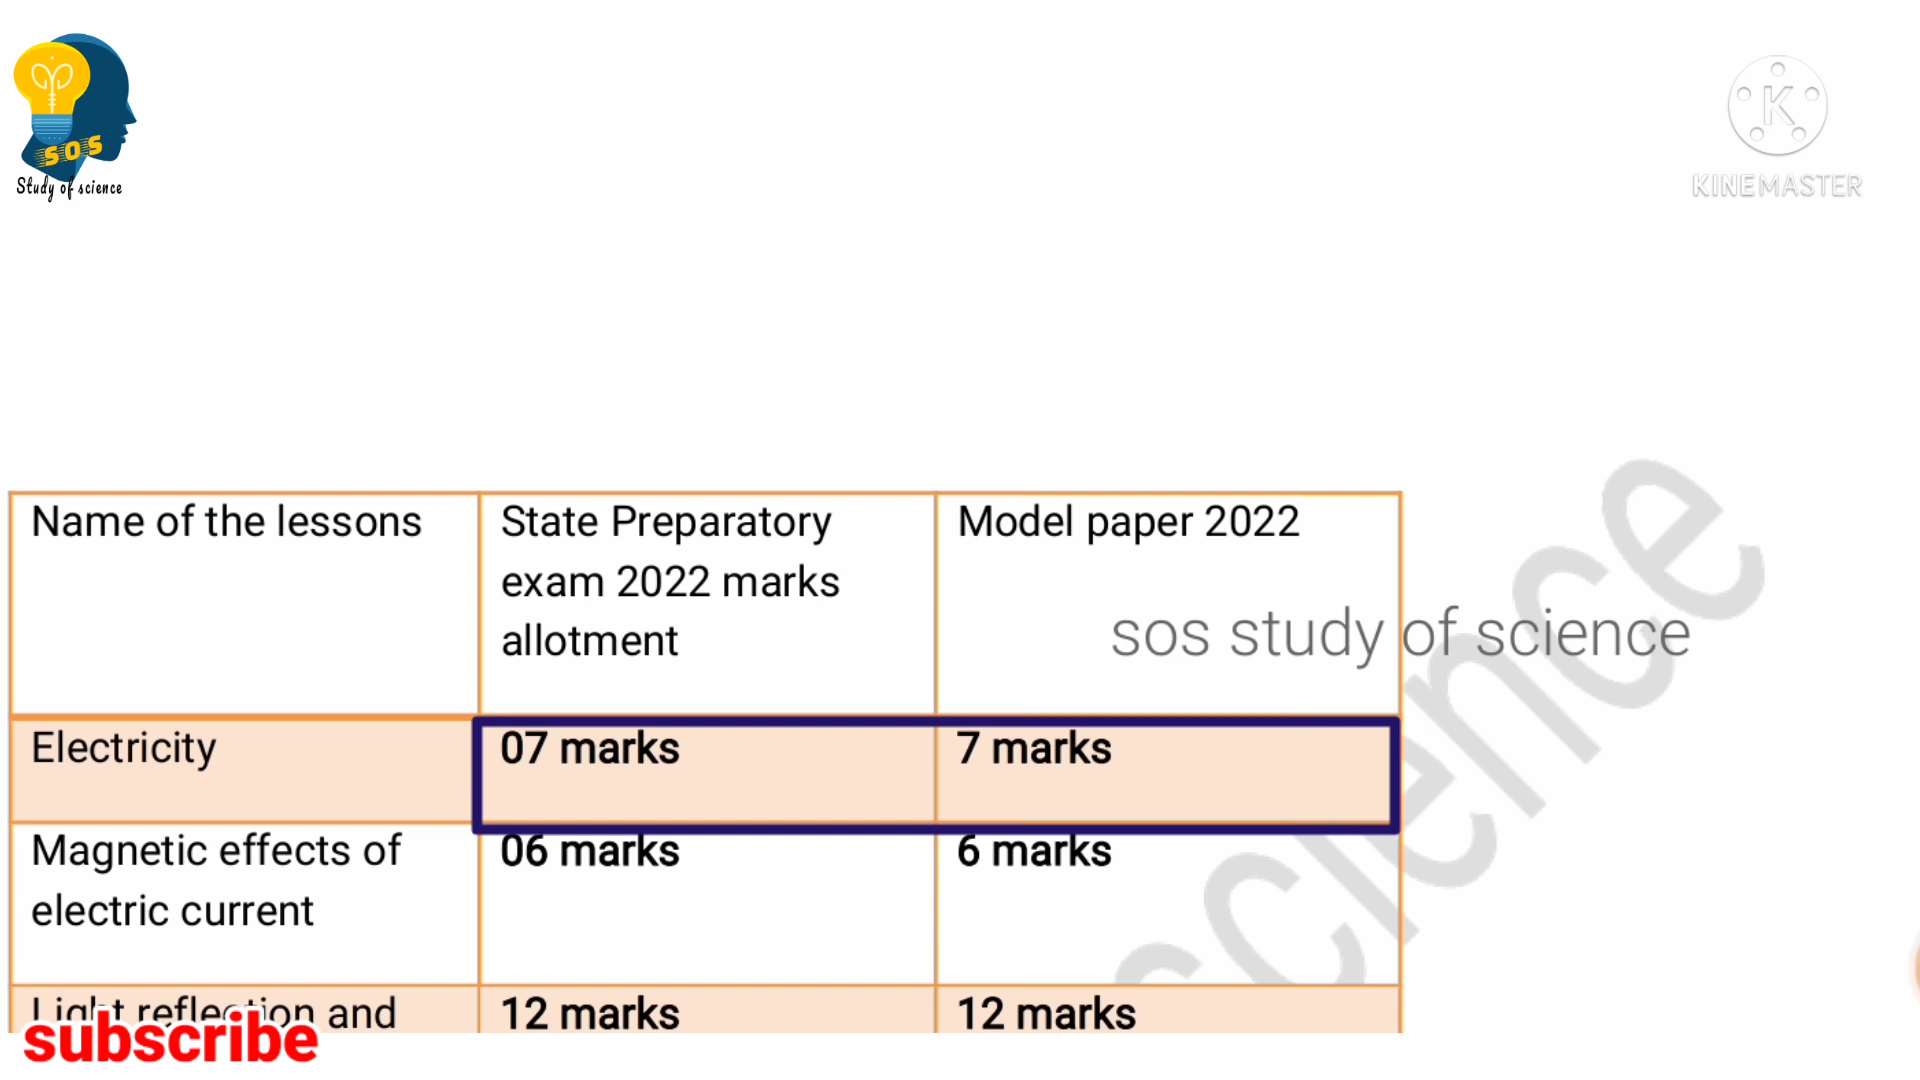 SOS
Study of science
K
KINEMASTER
Name of the lessons
State Preparatory
exam 2022 marks
allotment
Model paper 2022
sos study of science
Electricity
07 marks
7 marks
Magnetic effects of
electric current
06 marks
6 marks
Light reflection and
12 marks
12 marks
subscribe
science